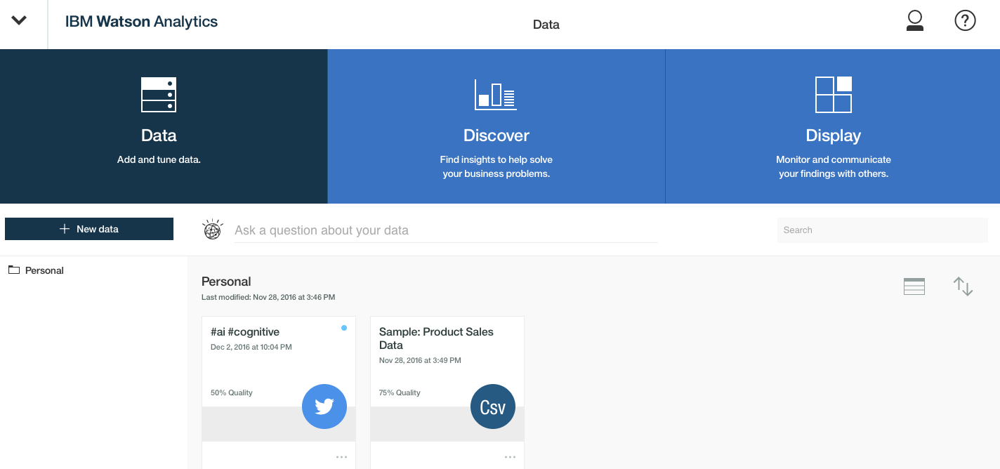 IBM Watson Analytics
Data
?
Data
Add and tune data.
Discover
Find insights to help solve
your business problems.
Display
Monitor and communicate
your findings with others.
New data
Ask a question about your data
Search
Personal
Personal
Last modified: Nov 28, 2016 at 3:46 PM
#ai #cognitive
Dec 2, 2016 at 10:04 PM
50% Quality
Sample: Product Sales
Data
Nov 28, 2016 at 3:49 PM
75% Quality
Csv